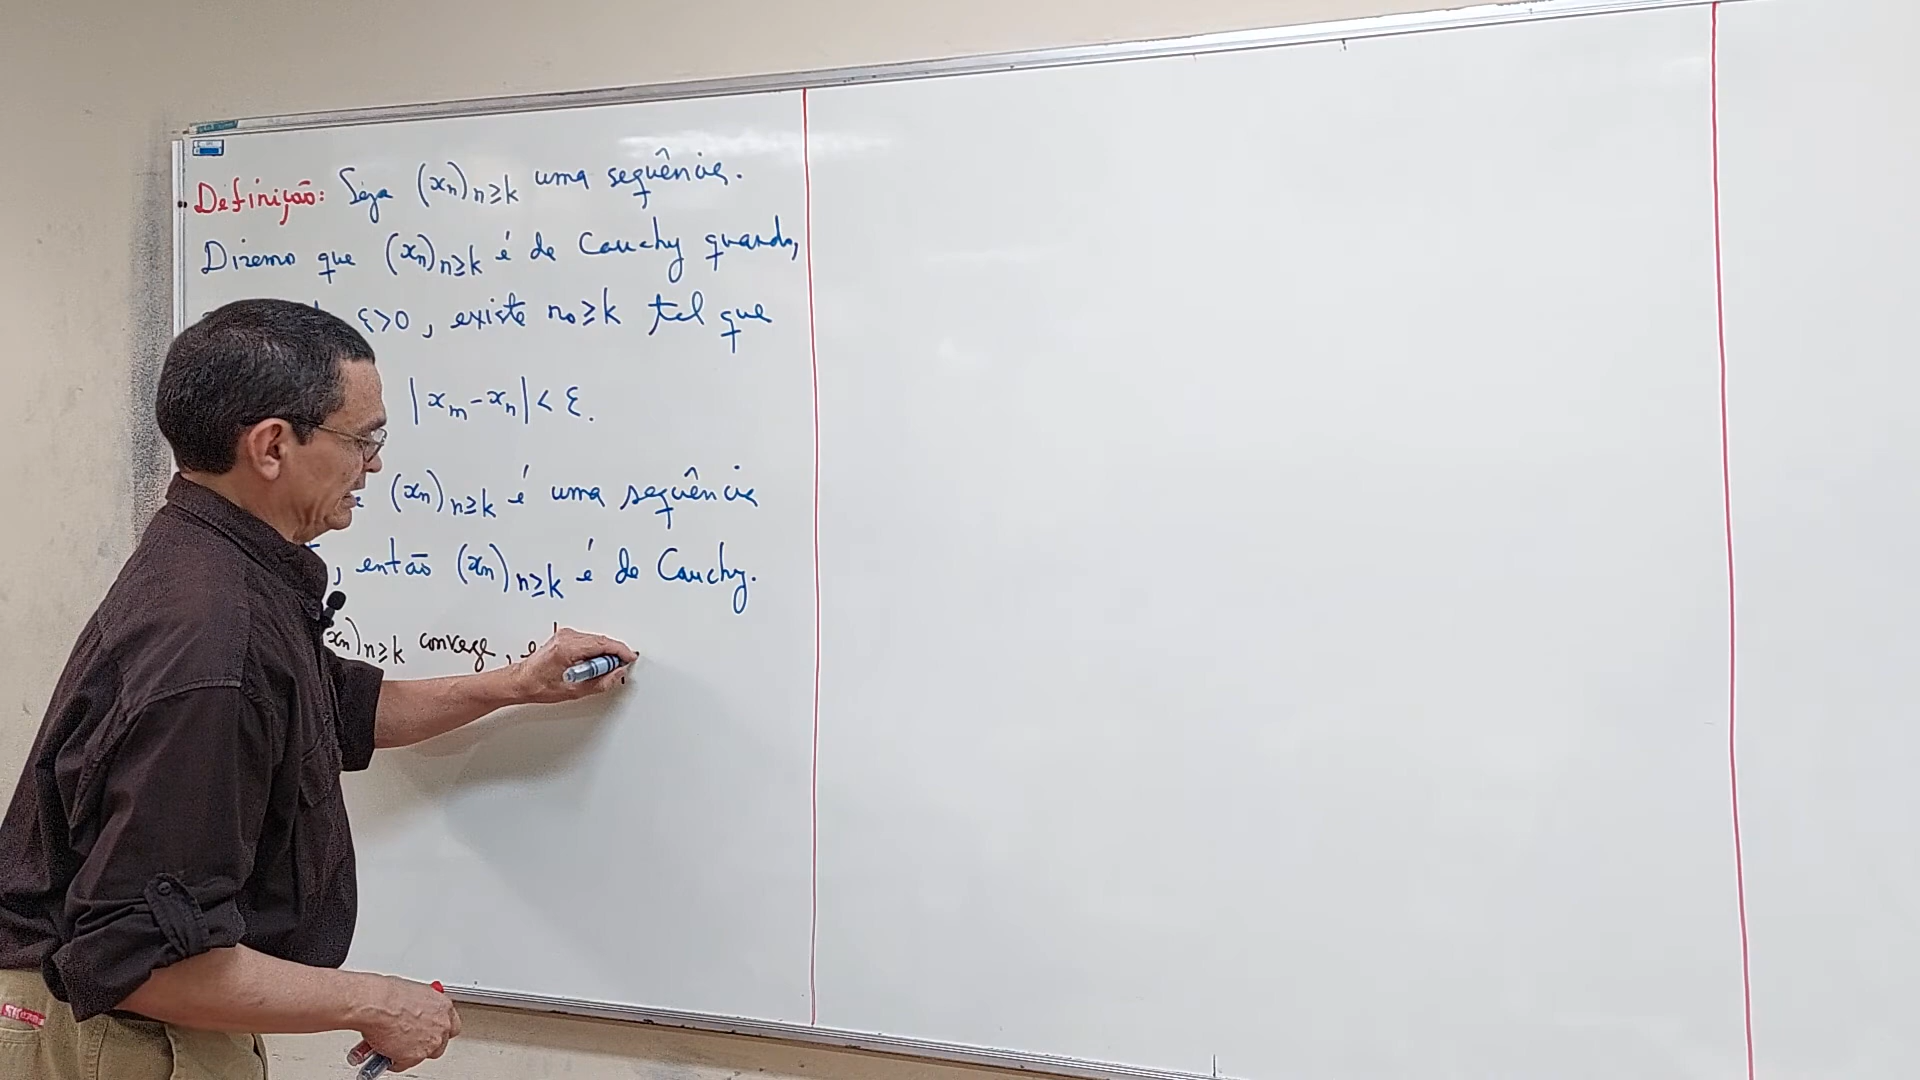 Definição: Seja (xn)n≥k uma sequência.
Dizemo que (xn)n≥k é de Cauchy quando,
ε>0, existe n₀≥k tal que
|xm-xn|< ε.
(xn)n≥k é uma sequência
, então (xn)n≥k é de Cauchy.
xn)n≥k converge,